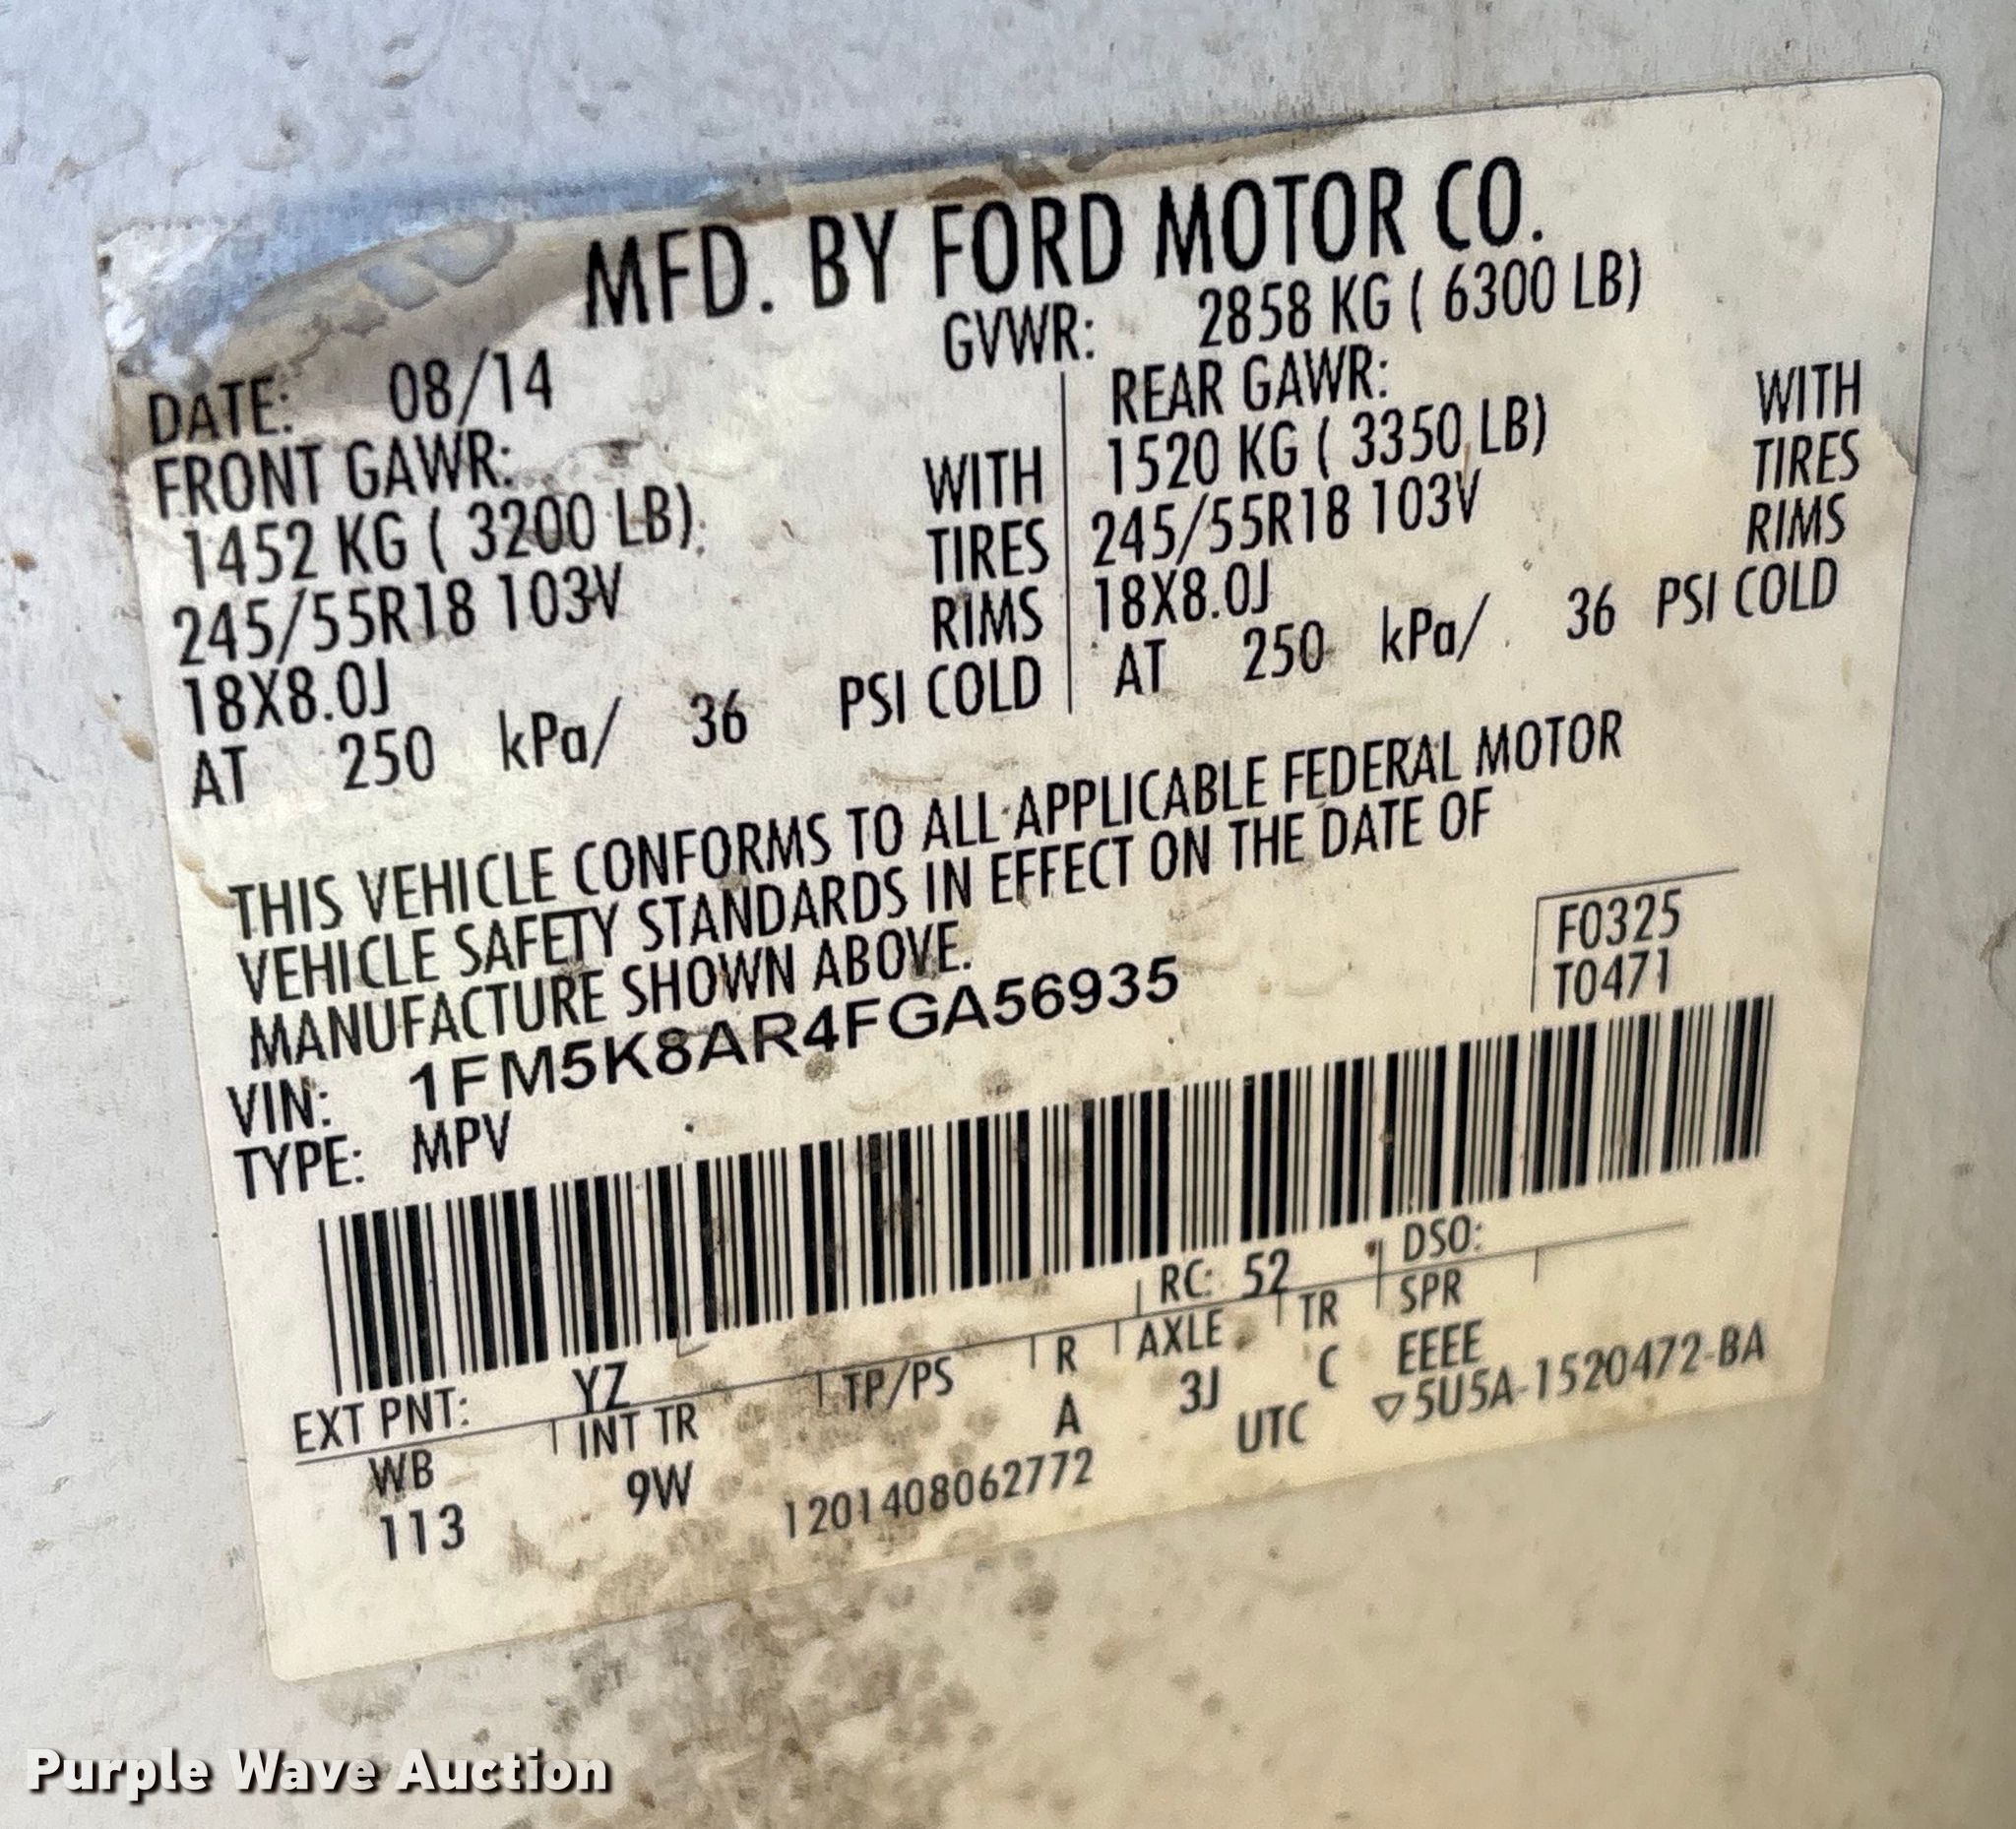 MFD. BY FORD MOTOR CO.
DATE: 08/14 GVWR: 2858 KG ( 6300 LB)
FRONT GAWR: REAR GAWR:
1452 KG ( 3200 LB) WITH 1520 KG ( 3350 LB) WITH
245/55R18 103V TIRES 245/55R18 103V TIRES
18X8.0J RIMS 18X8.0J RIMS
AT 250 kPa/ 36 PSI COLD AT 250 kPa/ 36 PSI COLD
THIS VEHICLE CONFORMS TO ALL APPLICABLE FEDERAL MOTOR
VEHICLE SAFETY STANDARDS IN EFFECT ON THE DATE OF
MANUFACTURE SHOWN ABOVE.
F0325
T0471
VIN: 1FM5K8AR4FGA56935
TYPE: MPV
EXT PNT: YZ RC: 52 DSO:
WB INT TR TP/PS R AXLE TR SPR
113 9W A 3J C EEEE
1201408062772 UTC ▽5U5A-1520472-BA
Purple Wave Auction